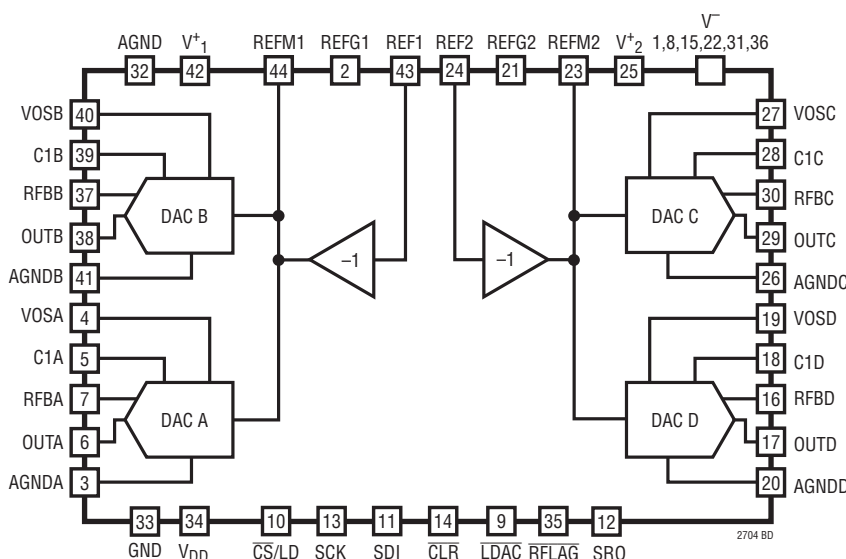 AGND V+1 REFM1 REFG1 REF1 REF2 REFG2 REFM2 V+2 V–
1,8,15,22,31,36
32 42 44 2 43 24 21 23 25
VOSB 40 27 VOSC
C1B 39 28 C1C
RFBB 37 DAC B DAC C 30 RFBC
OUTB 38 29 OUTC
AGNDB 41 –1 –1 26 AGNDC
VOSA 4 19 VOSD
C1A 5 18 C1D
RFBA 7 DAC A DAC D 16 RFBD
OUTA 6 17 OUTD
AGNDA 3 20 AGNDD
33 34 10 13 11 14 9 35 12
2704 BD
GND VDD CS/LD SCK SDI CLR LDAC RFLAG SRO